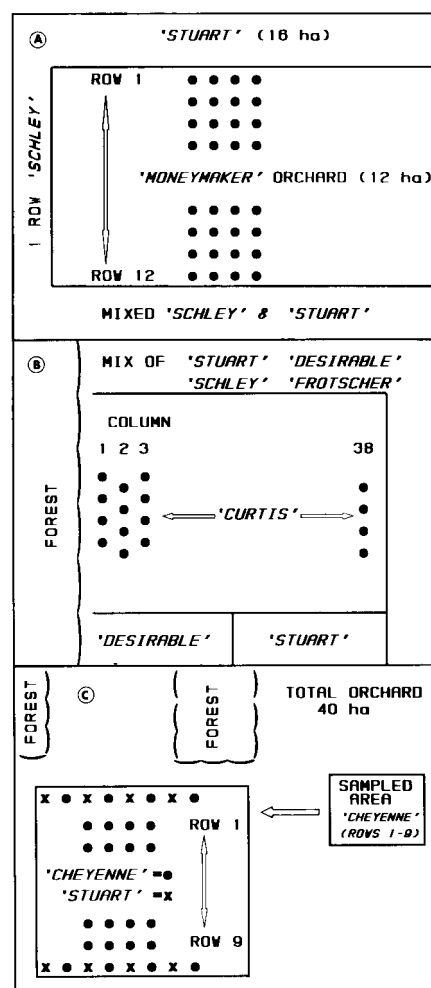 Ⓐ 'STUART' (16 ha)
ROW 1
1 ROW 'SCHLEY'
'MONEYMAKER' ORCHARD (12 ha)
ROW 12
MIXED 'SCHLEY' & 'STUART'
Ⓑ MIX OF 'STUART' 'DESIRABLE'
'SCHLEY' 'FROTSCHER'
COLUMN
1 2 3 38
FOREST
'CURTIS'
'DESIRABLE' 'STUART'
FOREST
Ⓒ
FOREST
TOTAL ORCHARD
40 ha
SAMPLED
AREA
'CHEYENNE'
(ROWS 1-9)
X ● X ● X ● X ●
ROW 1
'CHEYENNE' =●
'STUART' =X
ROW 9
X ● X ● X ● X ●